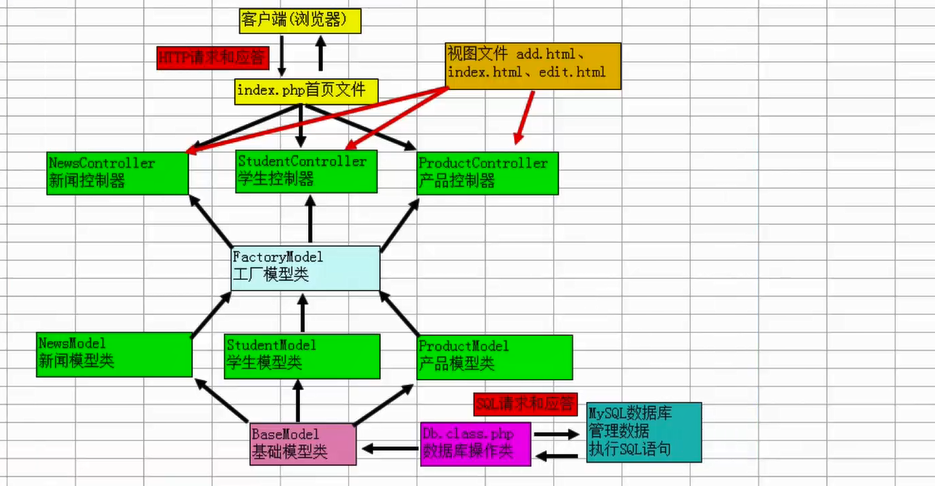 客户端(浏览器)
HTTP请求和应答
视图文件 add.html、
index.html、edit.html
index.php首页文件
NewsController
新闻控制器
StudentController
学生控制器
ProductController
产品控制器
FactoryModel
工厂模型类
NewsModel
新闻模型类
StudentModel
学生模型类
ProductModel
产品模型类
SQL请求和应答
MySQL数据库
管理数据
执行SQL语句
BaseModel
基础模型类
Db.class.php
数据库操作类